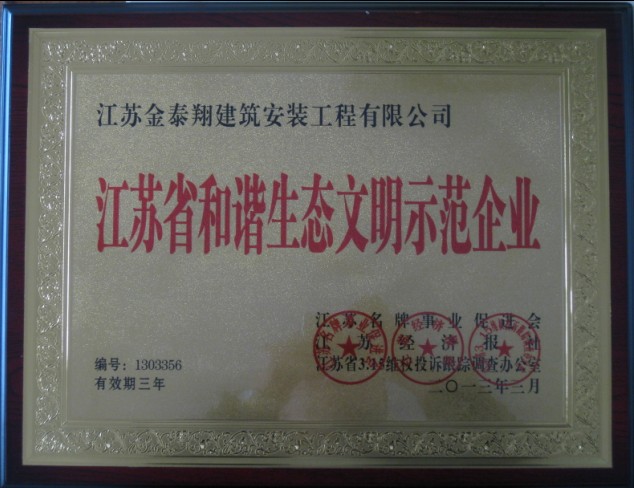 江苏金泰翔建筑安装工程有限公司
江苏省和谐生态文明示范企业
江苏名牌事业促进会
江苏经济报社
江苏省3.15维权投诉跟踪调查办公室
编号：1303356
有效期三年
二〇一三年三月